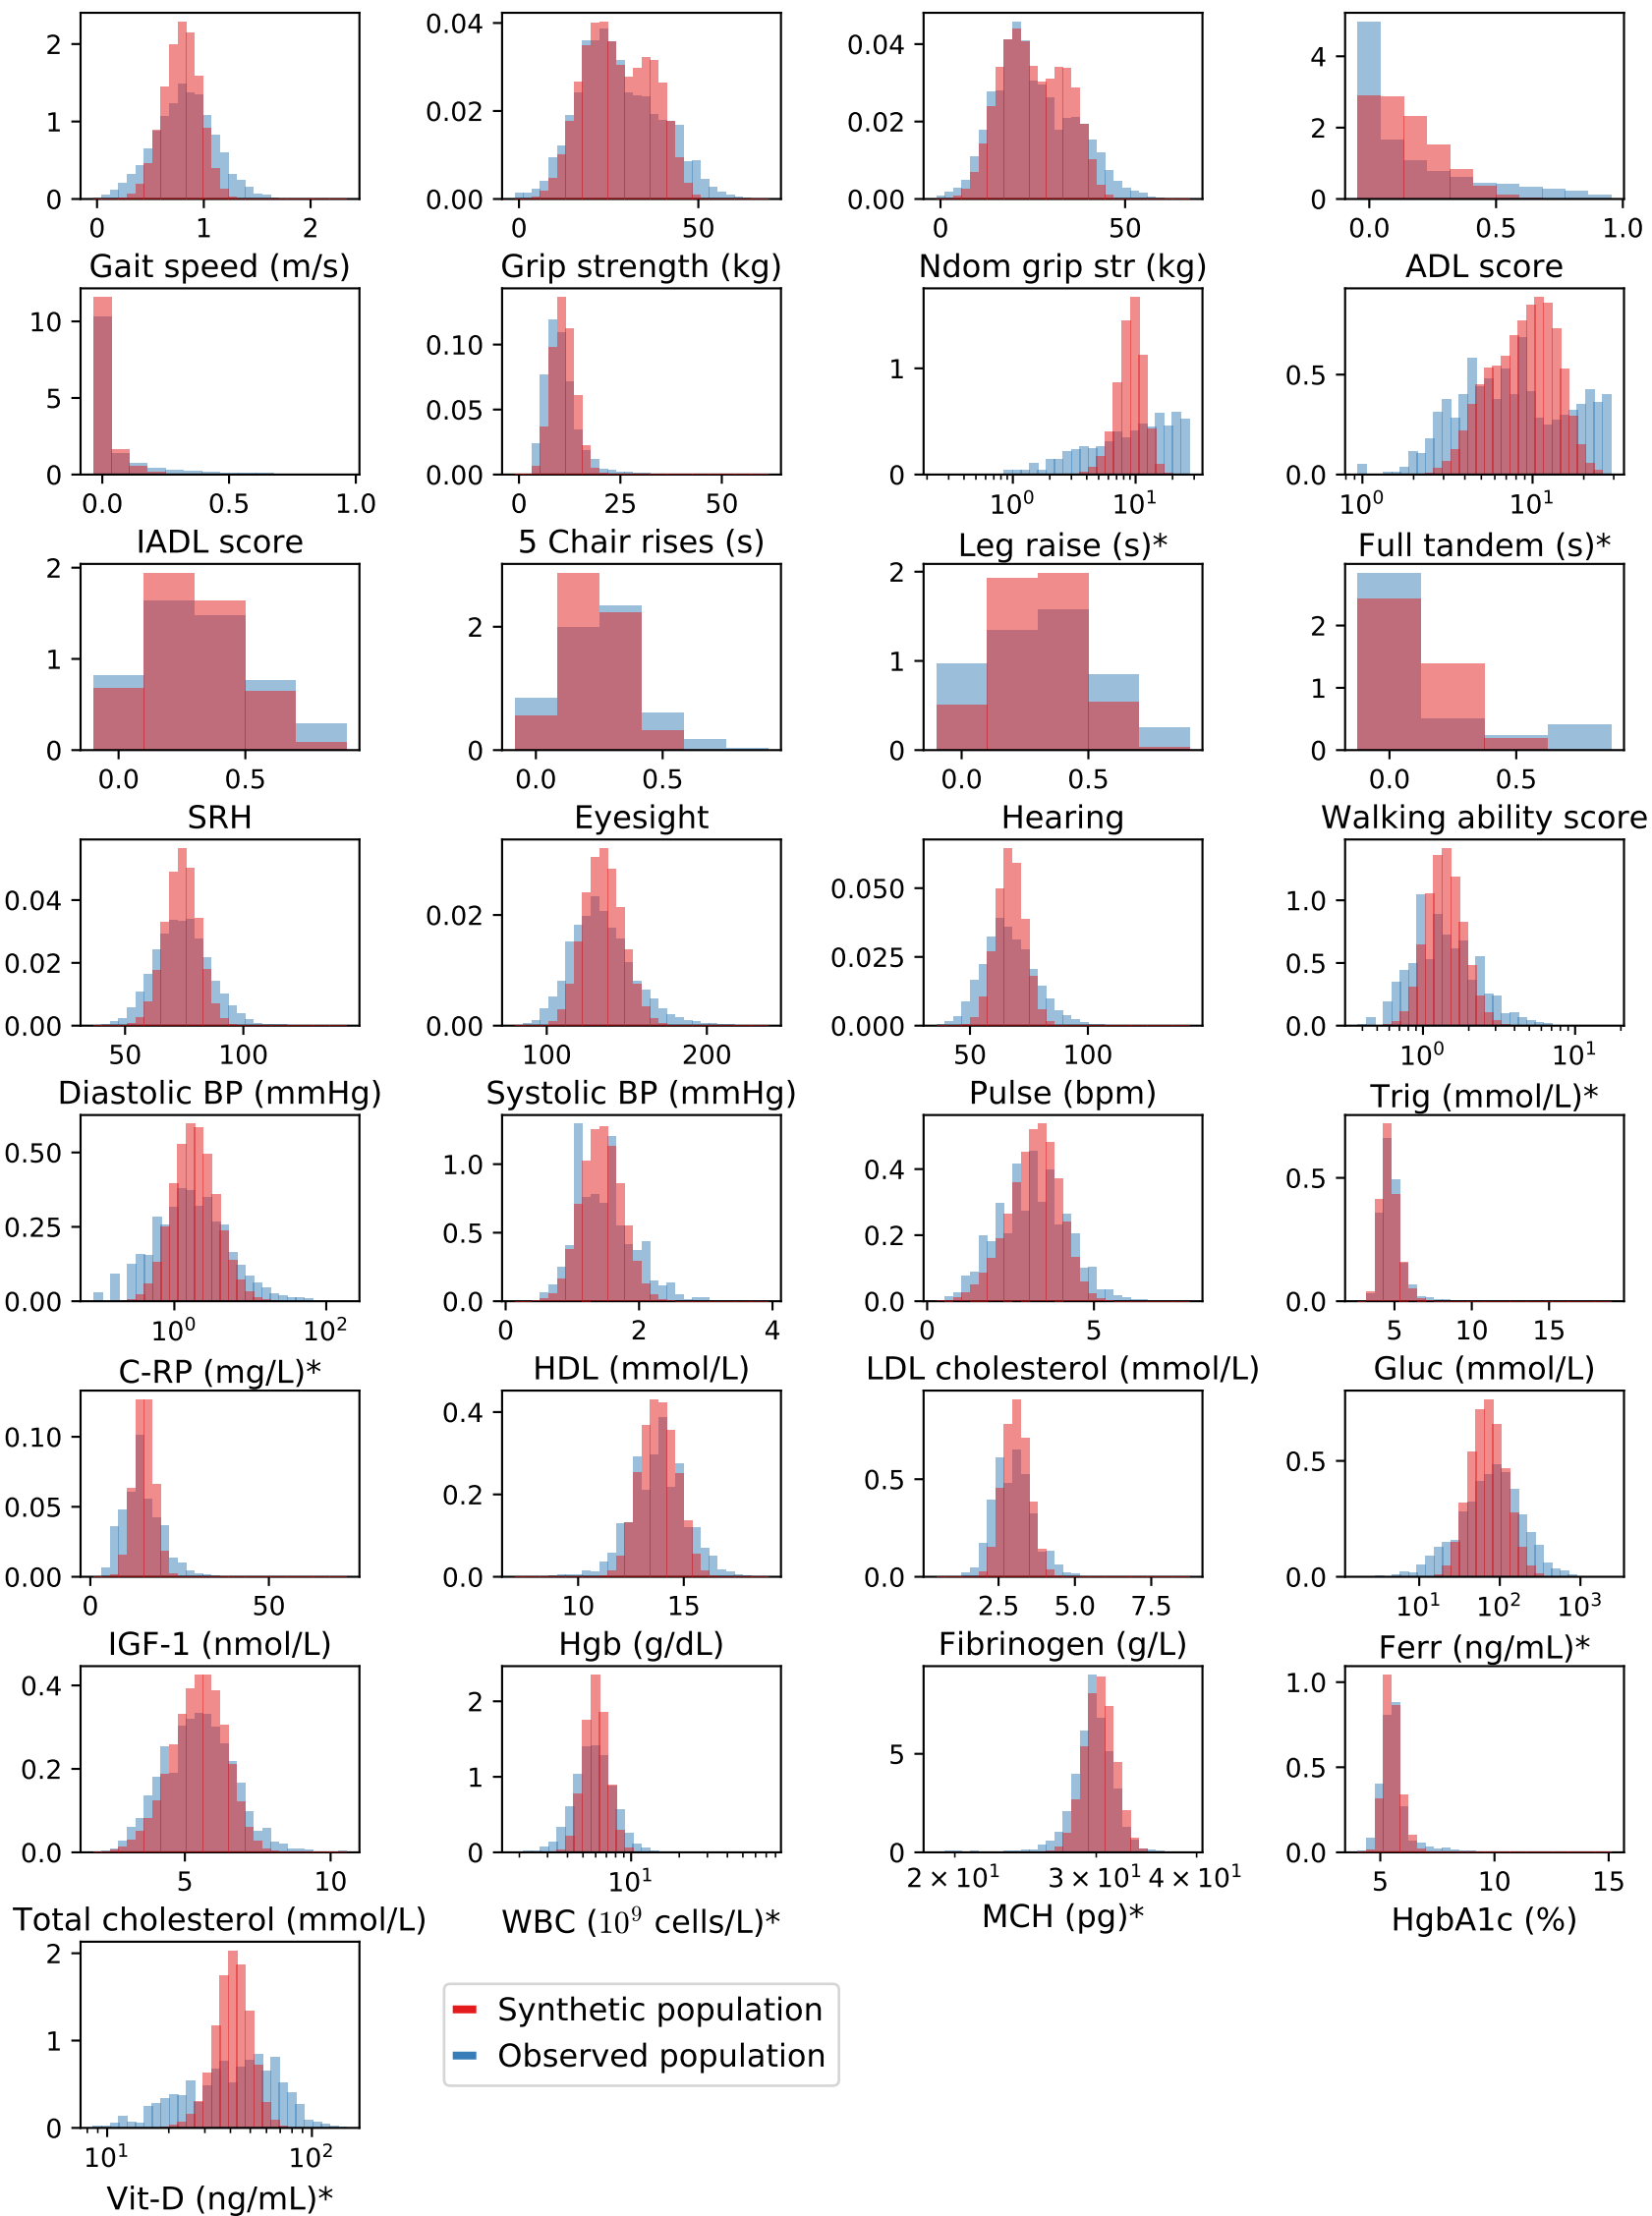 2
1
0
0 1 2
Gait speed (m/s)
0.04
0.02
0.00
0 50
Grip strength (kg)
0.04
0.02
0.00
0 50
Ndom grip str (kg)
4
2
0
0.0 0.5 1.0
ADL score
10
5
0
0.0 0.5 1.0
IADL score
0.10
0.05
0.00
0 25 50
5 Chair rises (s)
1
0
10⁰ 10¹
Leg raise (s)*
0.5
0.0
10⁰ 10¹
Full tandem (s)*
2
1
0
0.0 0.5
SRH
2
0
0.0 0.5
Eyesight
2
1
0
0.0 0.5
Hearing
2
1
0
0.0 0.5
Walking ability score
0.04
0.02
0.00
50 100
Diastolic BP (mmHg)
0.02
0.00
100 200
Systolic BP (mmHg)
0.050
0.025
0.000
50 100
Pulse (bpm)
1.0
0.5
0.0
10⁰ 10¹
Trig (mmol/L)*
0.50
0.25
0.00
10⁰ 10²
C-RP (mg/L)*
1.0
0.5
0.0
0 2 4
HDL (mmol/L)
0.4
0.2
0.0
0 5
LDL cholesterol (mmol/L)
0.5
0.0
5 10 15
Gluc (mmol/L)
0.10
0.05
0.00
0 50
IGF-1 (nmol/L)
0.4
0.2
0.0
10 15
Hgb (g/dL)
0.5
0.0
2.5 5.0 7.5
Fibrinogen (g/L)
0.5
0.0
10¹ 10² 10³
Ferr (ng/mL)*
0.4
0.2
0.0
5 10
Total cholesterol (mmol/L)
2
1
0
10¹
WBC (10⁹ cells/L)*
5
0
2 × 10¹ 3 × 10¹ 4 × 10¹
MCH (pg)*
1.0
0.5
0.0
5 10 15
HgbA1c (%)
2
1
0
10¹ 10²
Vit-D (ng/mL)*
Synthetic population
Observed population